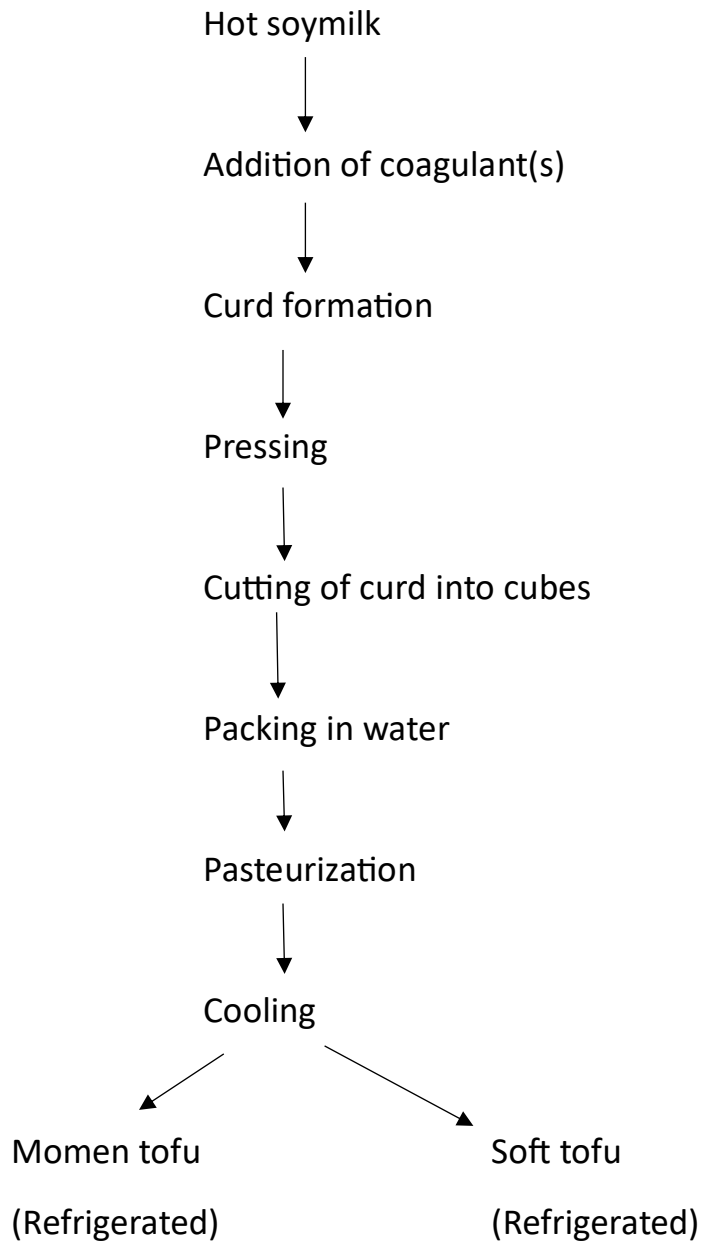 Hot soymilk
Addition of coagulant(s)
Curd formation
Pressing
Cutting of curd into cubes
Packing in water
Pasteurization
Cooling
Momen tofu
(Refrigerated)
Soft tofu
(Refrigerated)